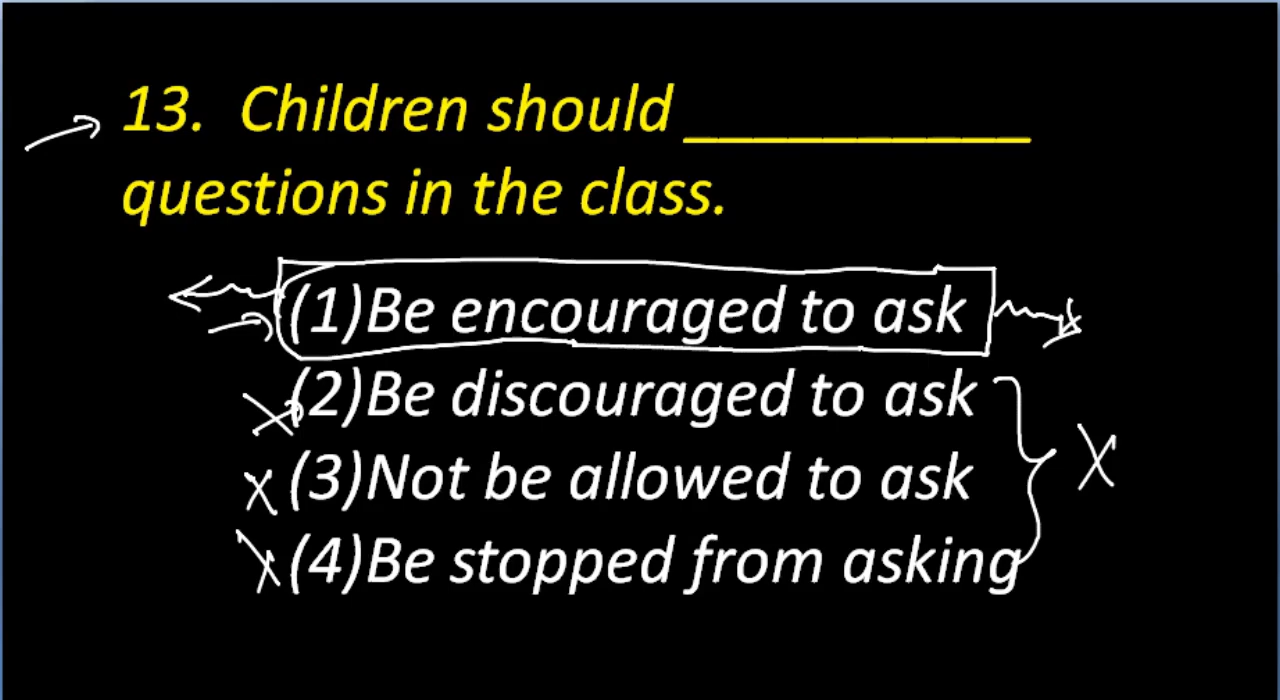 13. Children should __________
questions in the class.
(1)Be encouraged to ask
(2)Be discouraged to ask
(3)Not be allowed to ask
(4)Be stopped from asking